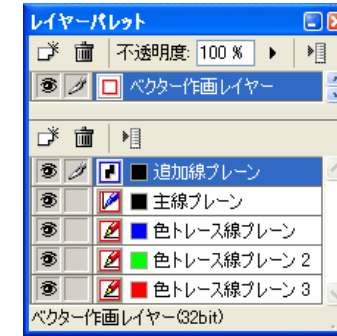 レイヤーパレット
不透明度: 100 %
ベクター作画レイヤー
追加線プレーン
主線プレーン
色トレース線プレーン
色トレース線プレーン 2
色トレース線プレーン 3
ベクター作画レイヤー(32bit)